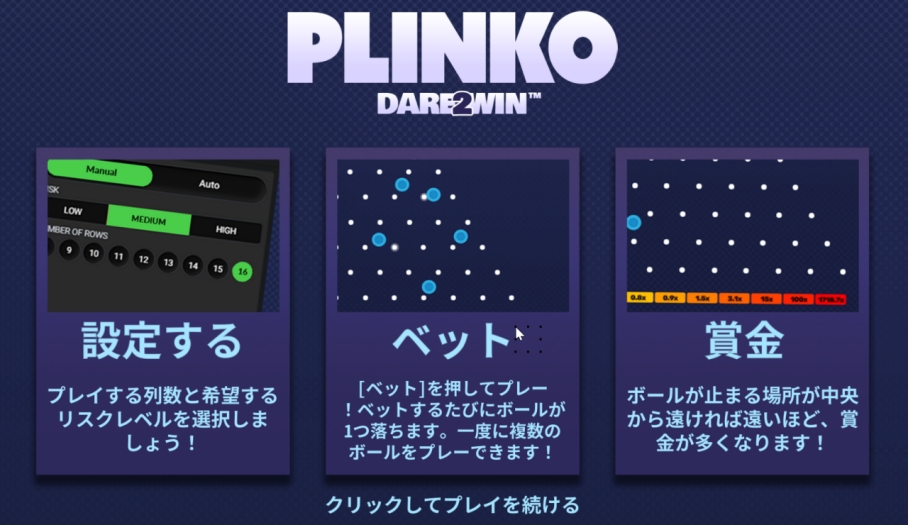 PLINKO
DARE2WIN™
Manual
Auto
LOW
MEDIUM
HIGH
MBER OF ROWS
9 10 11 12 13 14 15 16
0.8x 0.9x 1.5x 3.1x 15x
設定する
ベット
賞金
プレイする列数と希望する
リスクレベルを選択しま
しょう！
[ベット]を押してプレー
！ベットするたびにボールが
1つ落ちます。一度に複数の
ボールをプレーできます！
ボールが止まる場所が中央
から遠ければ遠いほど、賞
金が多くなります！
クリックしてプレイを続ける